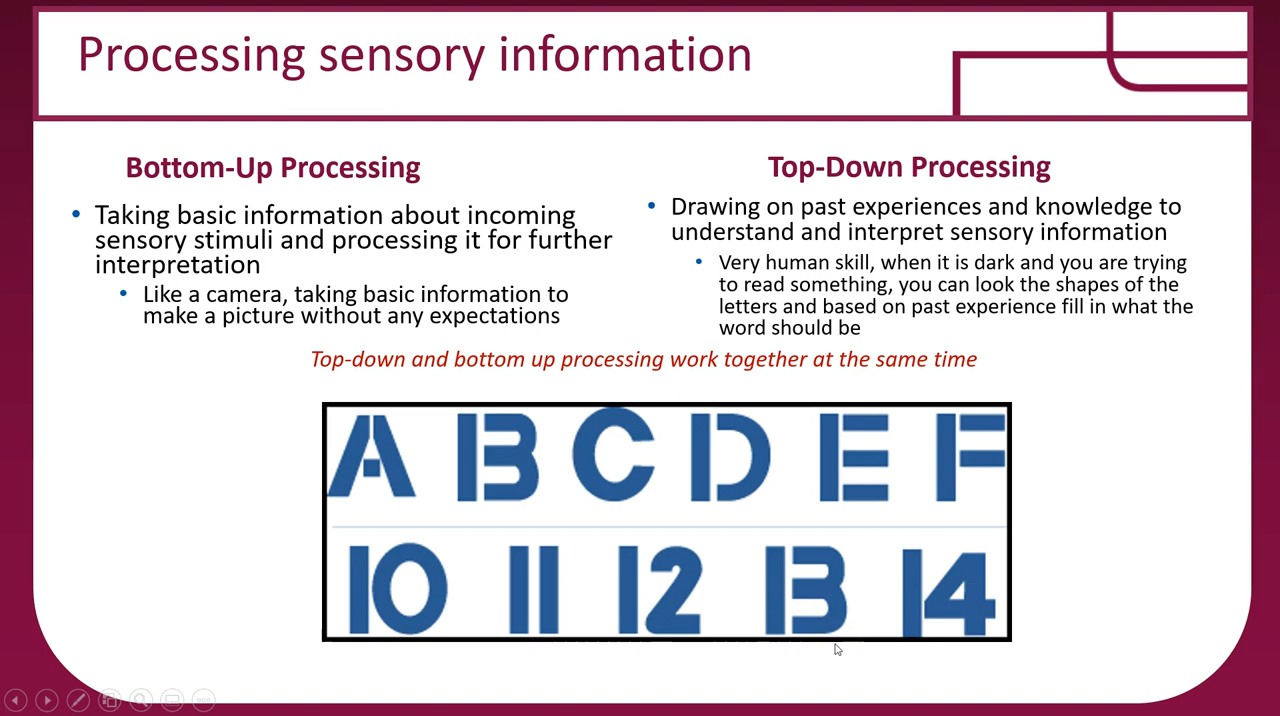 Processing sensory information
Bottom-Up Processing
• Taking basic information about incoming
sensory stimuli and processing it for further
interpretation
• Like a camera, taking basic information to
make a picture without any expectations
Top-Down Processing
• Drawing on past experiences and knowledge to
understand and interpret sensory information
• Very human skill, when it is dark and you are trying
to read something, you can look the shapes of the
letters and based on past experience fill in what the
word should be
Top-down and bottom up processing work together at the same time
A B C D E F
10 11 12 13 14